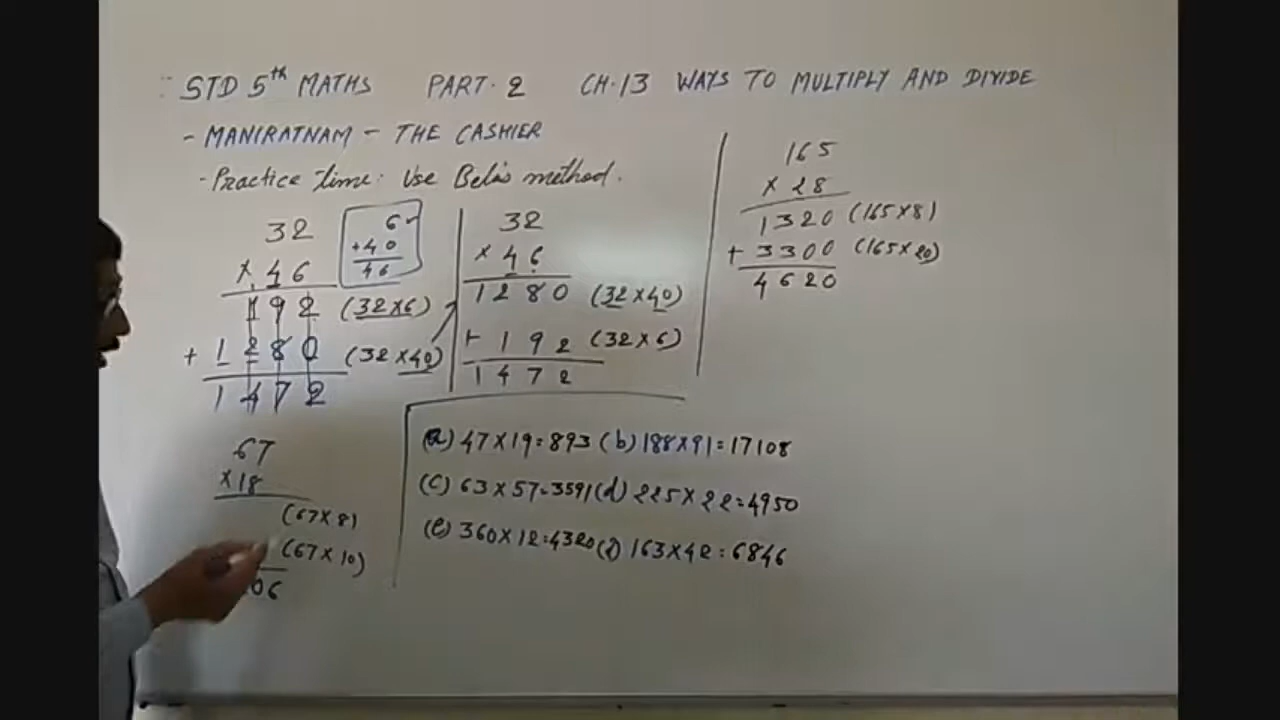 STD 5th MATHS PART. 2 CH. 13 WAYS TO MULTIPLY AND DIVIDE
- MANIRATNAM - THE CASHIER
- Practice time: Use Bela's method.
32
× 46
192 (32×6)
+ 1280 (32×40)
1472
6
+40
46
32
× 46
1280 (32×40)
+ 192 (32×6)
1472
165
× 28
1320 (165×8)
+ 3300 (165×20)
4620
67
×18
(67×8)
(67×10)
06
(a) 47×19=893 (b) 188×91=17108
(c) 63×57=3591 (d) 225×22=4950
(e) 360×12=4320 (f) 163×42=6846